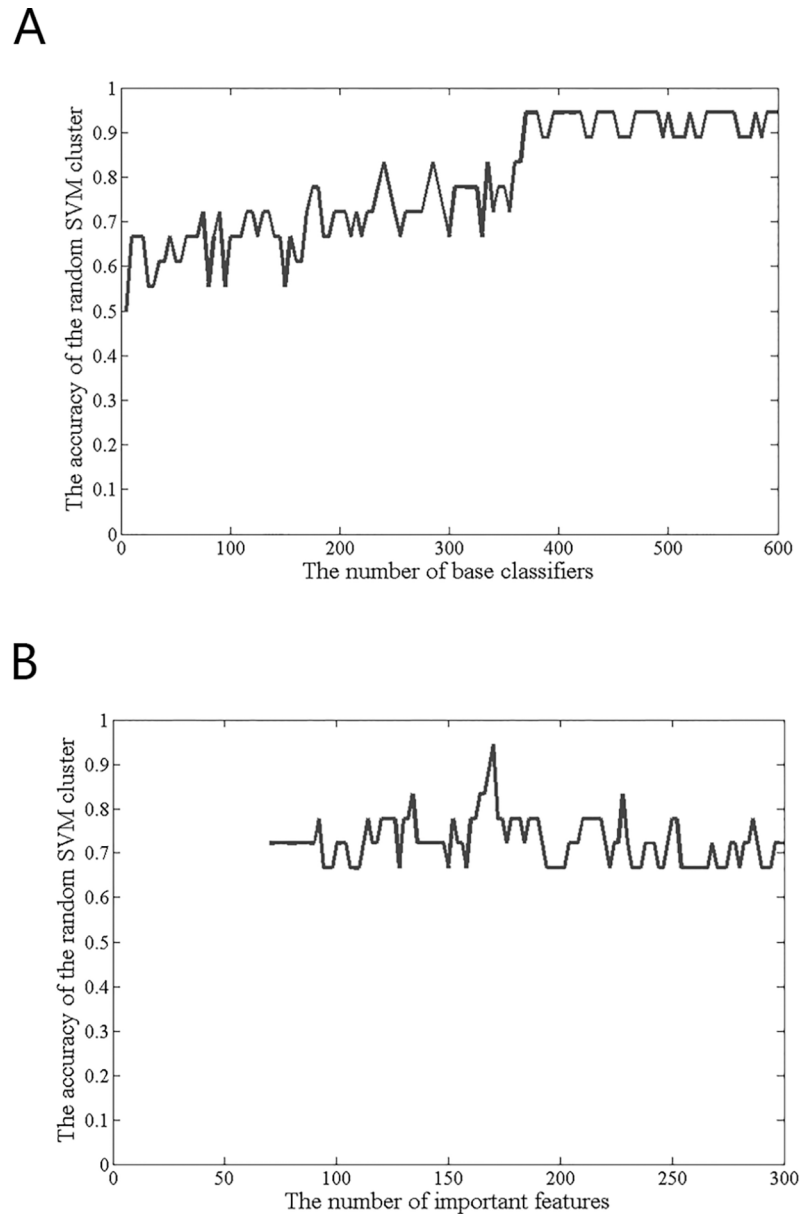 A
1
0.9
0.8
0.7
0.6
0.5
0.4
0.3
0.2
0.1
0
The accuracy of the random SVM cluster
0 100 200 300 400 500 600
The number of base classifiers
B
1
0.9
0.8
0.7
0.6
0.5
0.4
0.3
0.2
0.1
0
The accuracy of the random SVM cluster
0 50 100 150 200 250 300
The number of important features